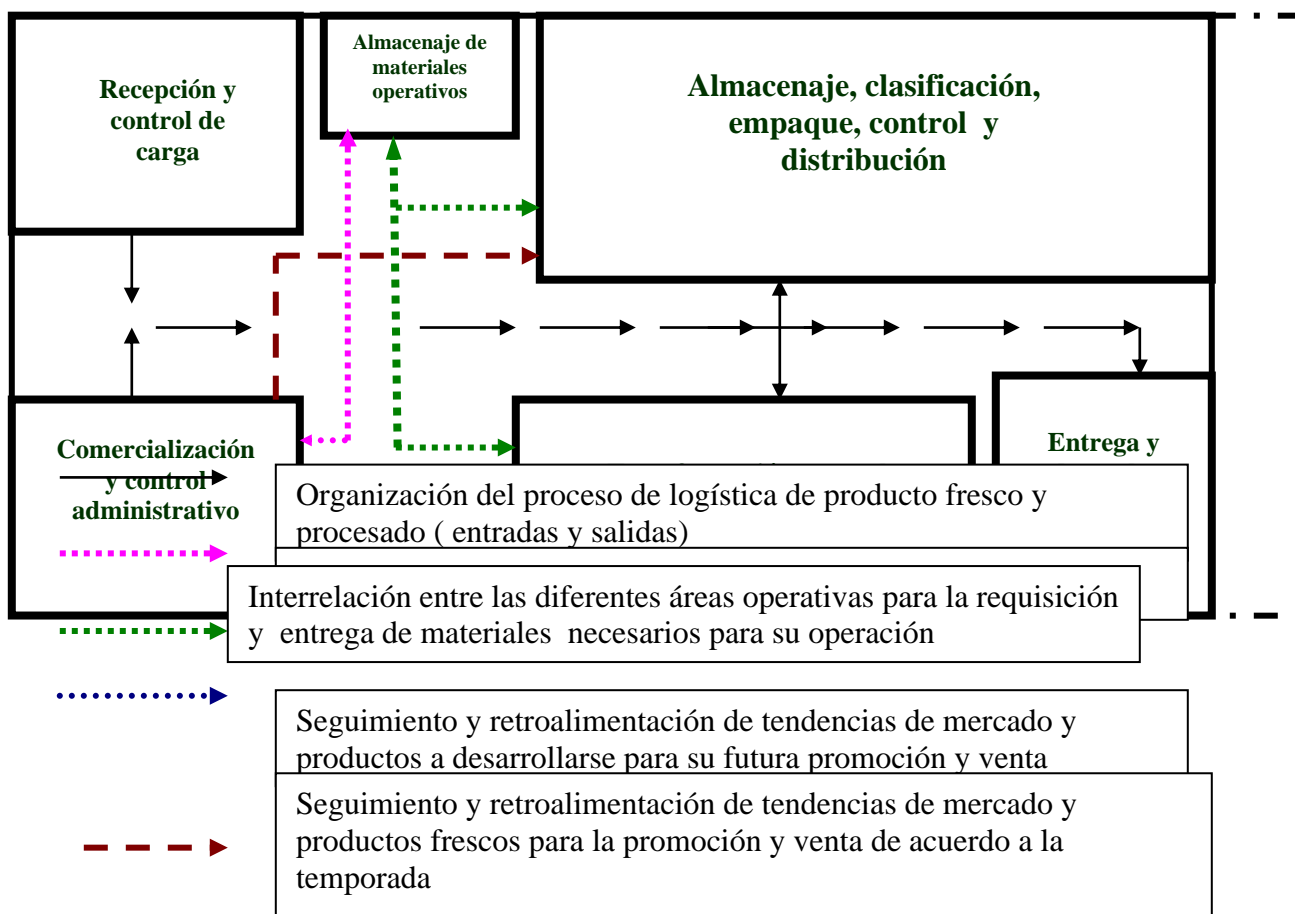 Recepción y
control de
carga
Almacenaje de
materiales
operativos
Almacenaje, clasificación,
empaque, control y
distribución
Comercialización
y control
administrativo
Entrega y
Organización del proceso de logística de producto fresco y
procesado ( entradas y salidas)
Interrelación entre las diferentes áreas operativas para la requisición
y entrega de materiales necesarios para su operación
Seguimiento y retroalimentación de tendencias de mercado y
productos a desarrollarse para su futura promoción y venta
Seguimiento y retroalimentación de tendencias de mercado y
productos frescos para la promoción y venta de acuerdo a la
temporada